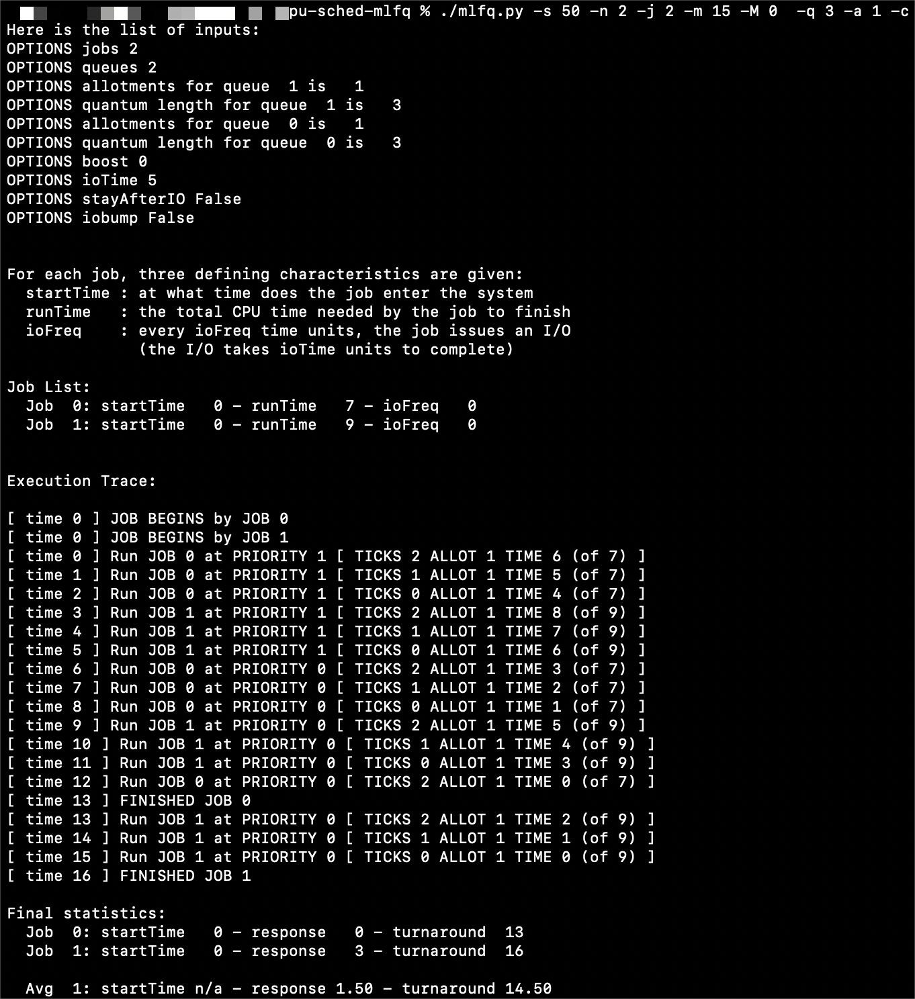 pu-sched-mlfq % ./mlfq.py -s 50 -n 2 -j 2 -m 15 -M 0  -q 3 -a 1 -c
Here is the list of inputs:
OPTIONS jobs 2
OPTIONS queues 2
OPTIONS allotments for queue  1 is   1
OPTIONS quantum length for queue  1 is   3
OPTIONS allotments for queue  0 is   1
OPTIONS quantum length for queue  0 is   3
OPTIONS boost 0
OPTIONS ioTime 5
OPTIONS stayAfterIO False
OPTIONS iobump False
For each job, three defining characteristics are given:
  startTime : at what time does the job enter the system
  runTime   : the total CPU time needed by the job to finish
  ioFreq    : every ioFreq time units, the job issues an I/O
              (the I/O takes ioTime units to complete)
Job List:
  Job  0: startTime   0 - runTime   7 - ioFreq   0
  Job  1: startTime   0 - runTime   9 - ioFreq   0
Execution Trace:
[ time 0 ] JOB BEGINS by JOB 0
[ time 0 ] JOB BEGINS by JOB 1
[ time 0 ] Run JOB 0 at PRIORITY 1 [ TICKS 2 ALLOT 1 TIME 6 (of 7) ]
[ time 1 ] Run JOB 0 at PRIORITY 1 [ TICKS 1 ALLOT 1 TIME 5 (of 7) ]
[ time 2 ] Run JOB 0 at PRIORITY 1 [ TICKS 0 ALLOT 1 TIME 4 (of 7) ]
[ time 3 ] Run JOB 1 at PRIORITY 1 [ TICKS 2 ALLOT 1 TIME 8 (of 9) ]
[ time 4 ] Run JOB 1 at PRIORITY 1 [ TICKS 1 ALLOT 1 TIME 7 (of 9) ]
[ time 5 ] Run JOB 1 at PRIORITY 1 [ TICKS 0 ALLOT 1 TIME 6 (of 9) ]
[ time 6 ] Run JOB 0 at PRIORITY 0 [ TICKS 2 ALLOT 1 TIME 3 (of 7) ]
[ time 7 ] Run JOB 0 at PRIORITY 0 [ TICKS 1 ALLOT 1 TIME 2 (of 7) ]
[ time 8 ] Run JOB 0 at PRIORITY 0 [ TICKS 0 ALLOT 1 TIME 1 (of 7) ]
[ time 9 ] Run JOB 1 at PRIORITY 0 [ TICKS 2 ALLOT 1 TIME 5 (of 9) ]
[ time 10 ] Run JOB 1 at PRIORITY 0 [ TICKS 1 ALLOT 1 TIME 4 (of 9) ]
[ time 11 ] Run JOB 1 at PRIORITY 0 [ TICKS 0 ALLOT 1 TIME 3 (of 9) ]
[ time 12 ] Run JOB 0 at PRIORITY 0 [ TICKS 2 ALLOT 1 TIME 0 (of 7) ]
[ time 13 ] FINISHED JOB 0
[ time 13 ] Run JOB 1 at PRIORITY 0 [ TICKS 2 ALLOT 1 TIME 2 (of 9) ]
[ time 14 ] Run JOB 1 at PRIORITY 0 [ TICKS 1 ALLOT 1 TIME 1 (of 9) ]
[ time 15 ] Run JOB 1 at PRIORITY 0 [ TICKS 0 ALLOT 1 TIME 0 (of 9) ]
[ time 16 ] FINISHED JOB 1
Final statistics:
  Job  0: startTime   0 - response   0 - turnaround  13
  Job  1: startTime   0 - response   3 - turnaround  16
  Avg  1: startTime n/a - response 1.50 - turnaround 14.50